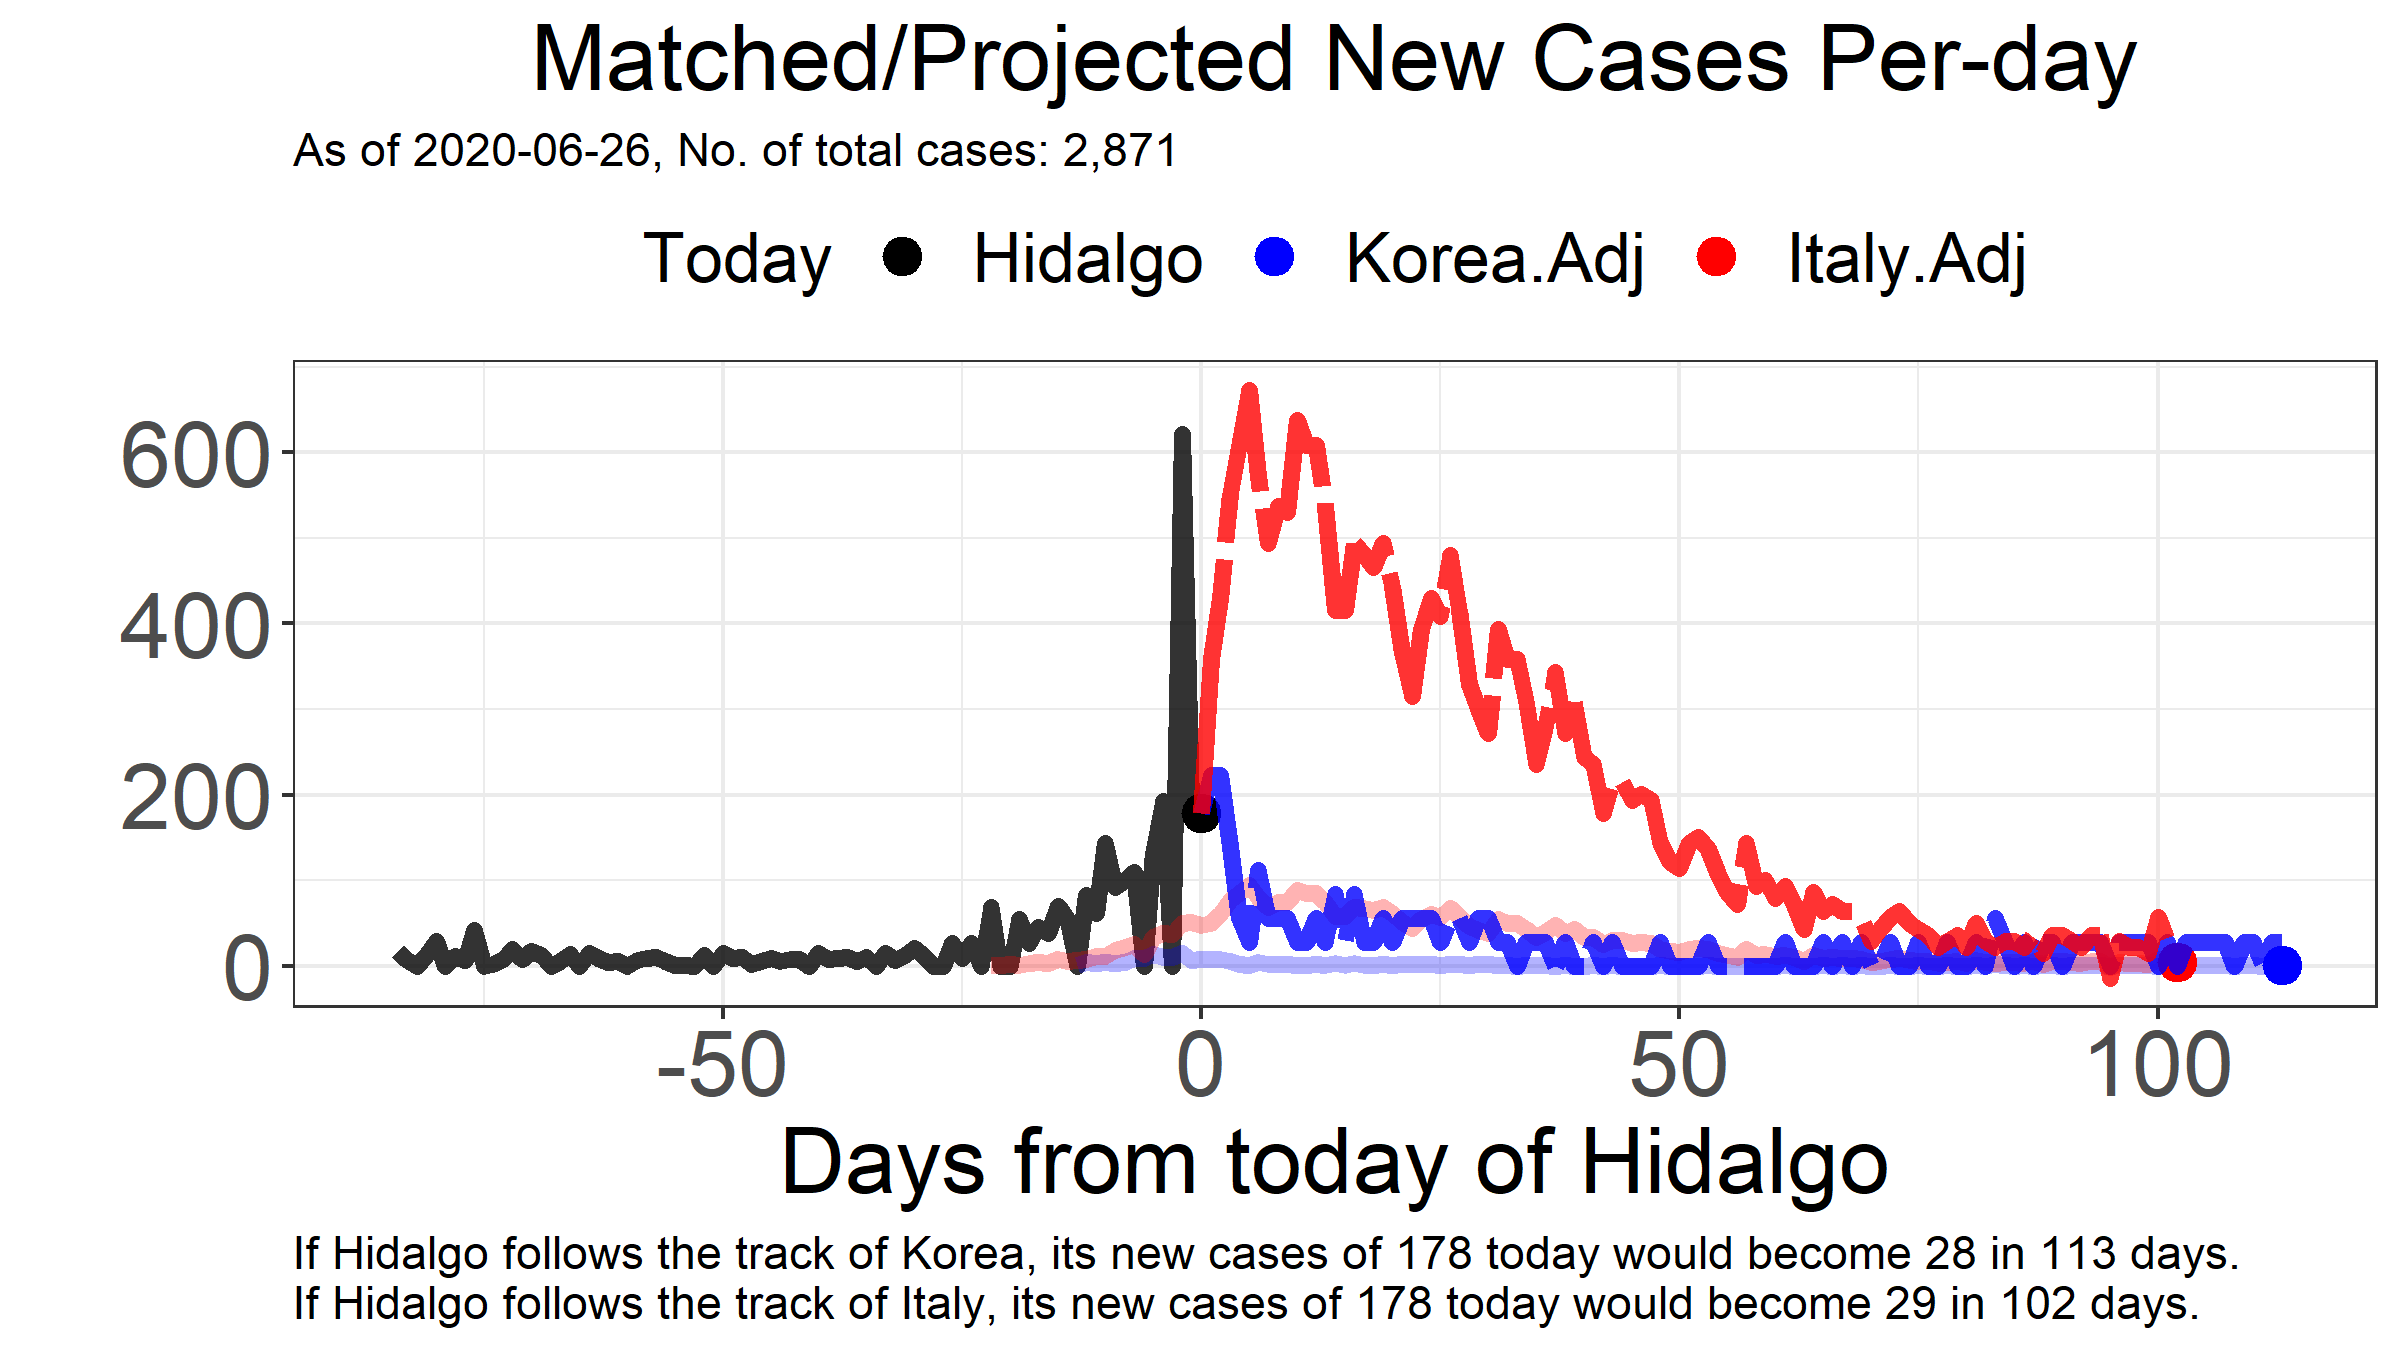 Matched/Projected New Cases Per-day
As of 2020-06-26, No. of total cases: 2,871
Today Hidalgo Korea.Adj Italy.Adj
600
400
200
0
-50 0 50 100
Days from today of Hidalgo
If Hidalgo follows the track of Korea, its new cases of 178 today would become 28 in 113 days.
If Hidalgo follows the track of Italy, its new cases of 178 today would become 29 in 102 days.